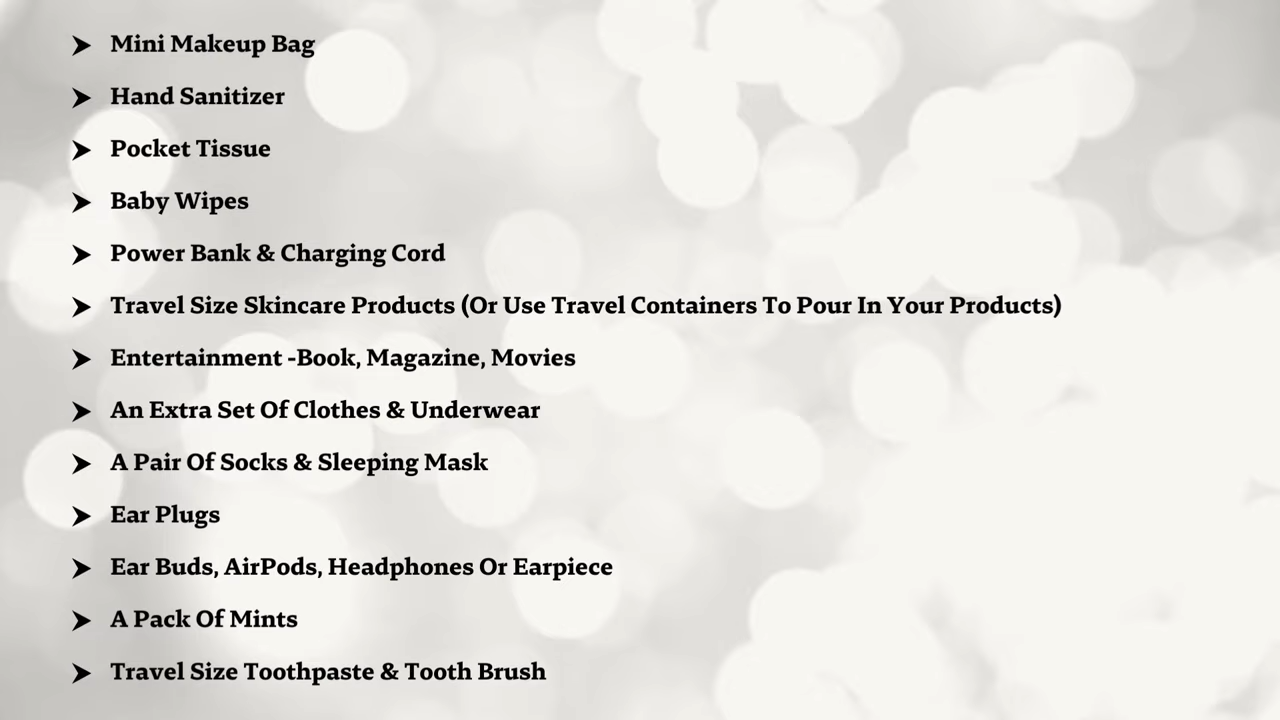 ➤ Mini Makeup Bag
➤ Hand Sanitizer
➤ Pocket Tissue
➤ Baby Wipes
➤ Power Bank & Charging Cord
➤ Travel Size Skincare Products (Or Use Travel Containers To Pour In Your Products)
➤ Entertainment -Book, Magazine, Movies
➤ An Extra Set Of Clothes & Underwear
➤ A Pair Of Socks & Sleeping Mask
➤ Ear Plugs
➤ Ear Buds, AirPods, Headphones Or Earpiece
➤ A Pack Of Mints
➤ Travel Size Toothpaste & Tooth Brush